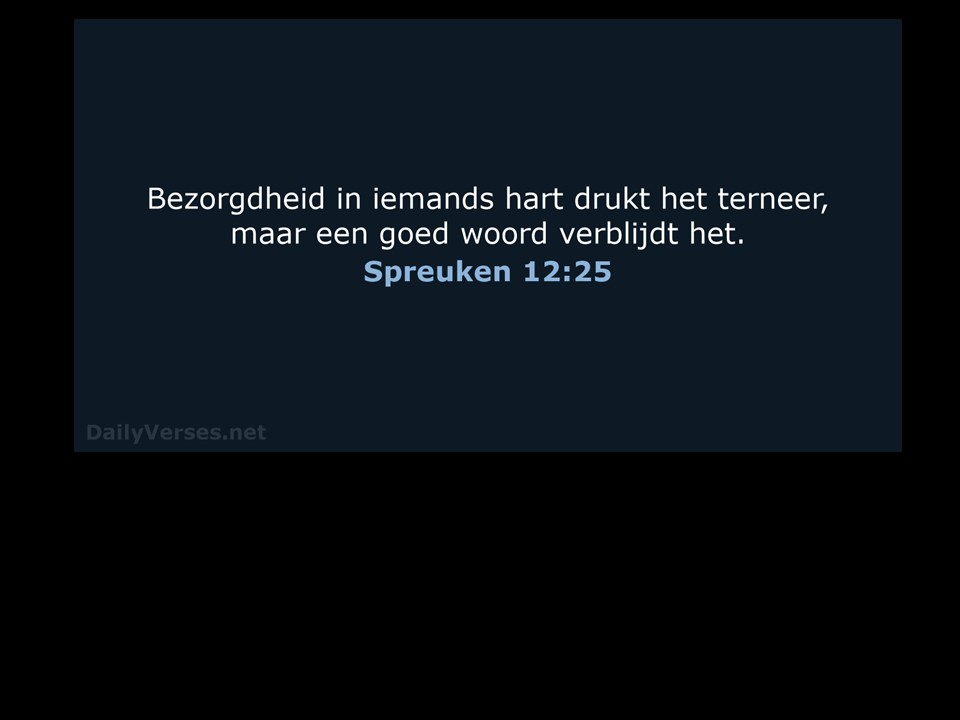 Bezorgdheid in iemands hart drukt het terneer,
maar een goed woord verblijdt het.
Spreuken 12:25
DailyVerses.net